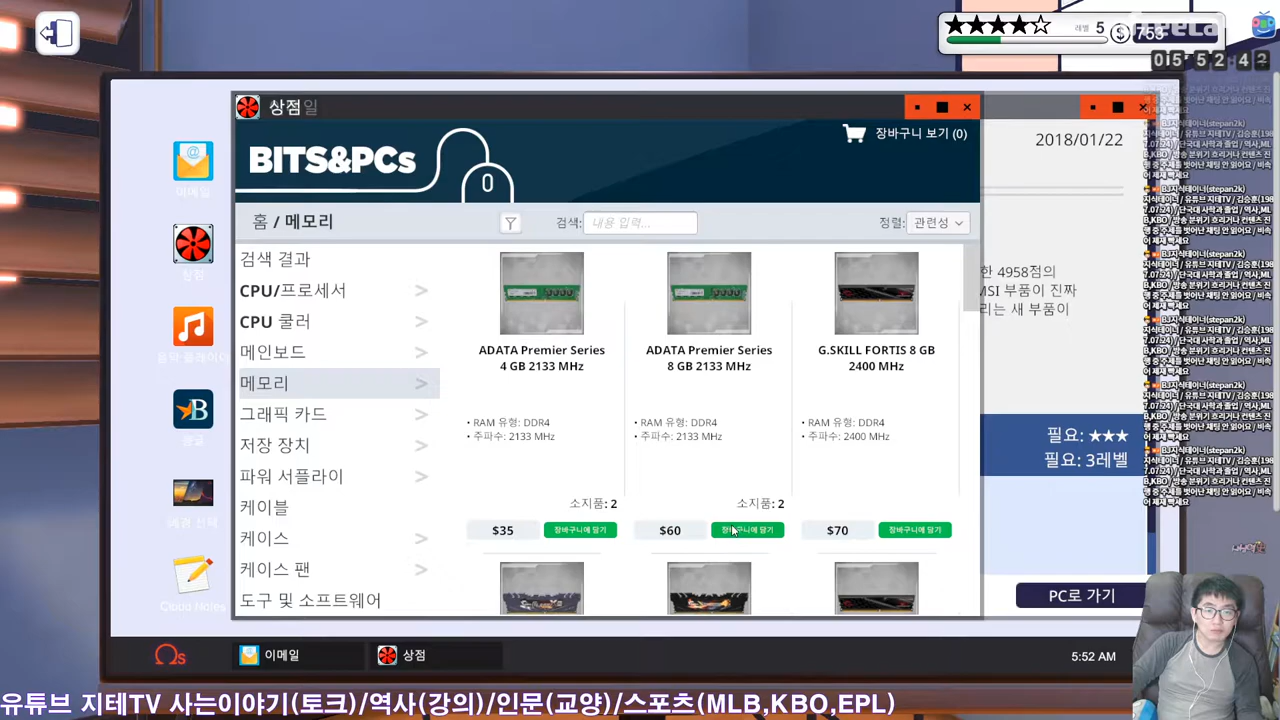 레벨 5
$ 753
afreeca
015 52 42
상점
BITS&PCs
장바구니 보기 (0)
2018/01/22
홈 / 메모리
검색: 내용 입력...
정렬: 관련성
검색 결과
CPU/프로세서
CPU 쿨러
메인보드
메모리
그래픽 카드
저장 장치
파워 서플라이
케이블
케이스
케이스 팬
도구 및 소프트웨어
ADATA Premier Series
4 GB 2133 MHz
• RAM 유형: DDR4
• 주파수: 2133 MHz
소지품: 2
$35
장바구니에 담기
ADATA Premier Series
8 GB 2133 MHz
• RAM 유형: DDR4
• 주파수: 2133 MHz
소지품: 2
$60
장바구니에 담기
G.SKILL FORTIS 8 GB
2400 MHz
• RAM 유형: DDR4
• 주파수: 2400 MHz
$70
장바구니에 담기
한 4958점의
MSI 부품이 진짜
리는 새 부품이
필요: ★★★
필요: 3레벨
PC로 가기
이메일
상점
음악 플레이어
Cloud Notes
이메일
상점
5:52 AM
유튜브 지테TV 사는이야기(토크)/역사(강의)/인문(교양)/스포츠(MLB,KBO,EPL)